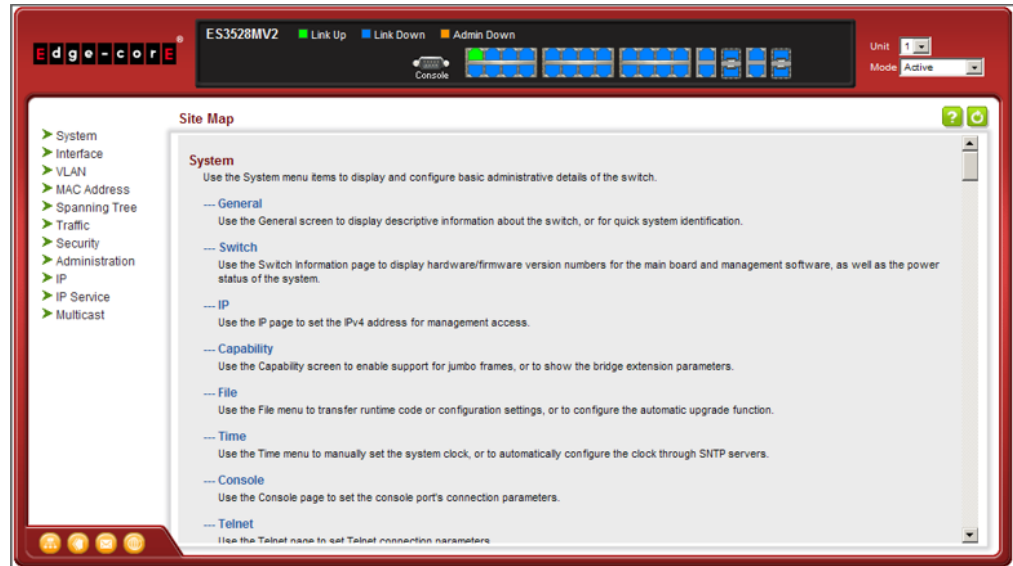 Edge-corE®
ES3528MV2 Link Up Link Down Admin Down
Console
Unit 1
Mode Active
Site Map
?
System
Interface
VLAN
MAC Address
Spanning Tree
Traffic
Security
Administration
IP
IP Service
Multicast
System
Use the System menu items to display and configure basic administrative details of the switch.
--- General
Use the General screen to display descriptive information about the switch, or for quick system identification.
--- Switch
Use the Switch Information page to display hardware/firmware version numbers for the main board and management software, as well as the power
status of the system.
--- IP
Use the IP page to set the IPv4 address for management access.
--- Capability
Use the Capability screen to enable support for jumbo frames, or to show the bridge extension parameters.
--- File
Use the File menu to transfer runtime code or configuration settings, or to configure the automatic upgrade function.
--- Time
Use the Time menu to manually set the system clock, or to automatically configure the clock through SNTP servers.
--- Console
Use the Console page to set the console port's connection parameters.
--- Telnet
Use the Telnet page to set Telnet connection parameters